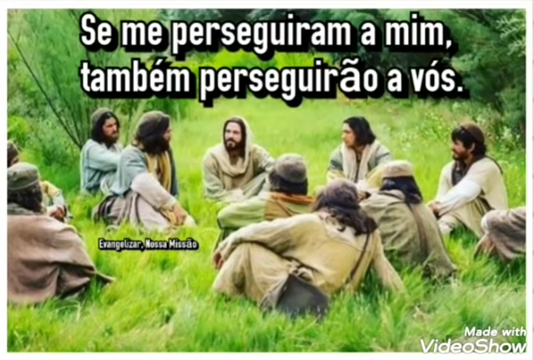 Se me perseguiram a mim,
também perseguirão a vós.
Evangelizar, Nossa Missão
Made with
VideoShow